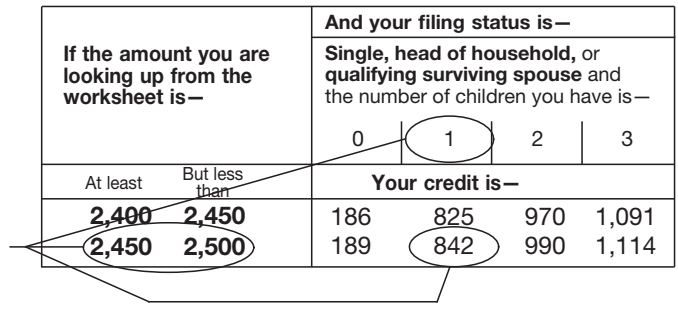 And your filing status is—
If the amount you are
looking up from the
worksheet is—
Single, head of household, or
qualifying surviving spouse and
the number of children you have is—
0 1 2 3
At least But less
than
Your credit is—
2,400 2,450 186 825 970 1,091
2,450 2,500 189 842 990 1,114